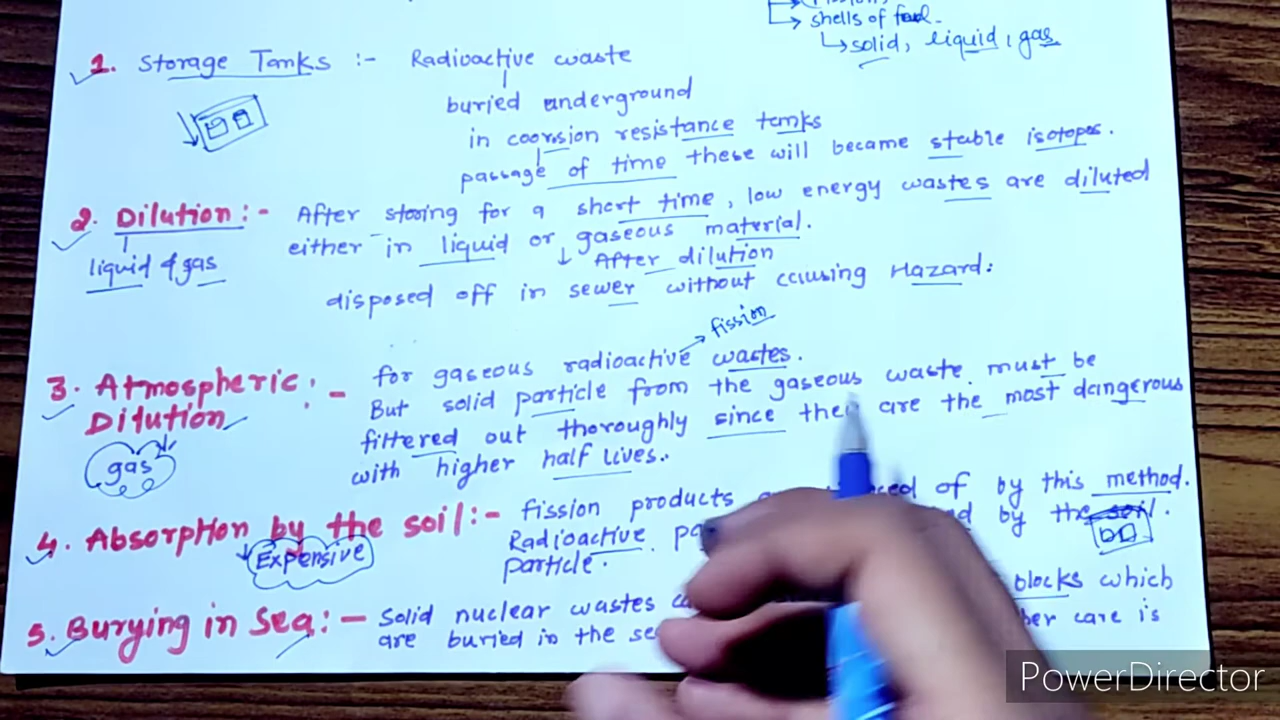 shells of fuel.
solid, liquid, gas
1. Storage Tanks :- Radioactive waste
buried underground
in coorrsion resistance tanks
passage of time these will became stable isotopes.
2. Dilution :- After storing for a short time, low energy wastes are diluted
either in liquid or gaseous material.
liquid & gas
After dilution
disposed off in sewer without causing Hazard.
fission
3. Atmospheric :- for gaseous radioactive wastes.
Dilution
But solid particle from the gaseous waste must be
filtered out thoroughly since they are the most dangerous
with higher half lives.
gas
4. Absorption by the soil :- fission products of by this method.
Expensive
Radioactive by the soil.
particle.
5. Burying in Sea :- Solid nuclear wastes blocks which
are buried in the care is
PowerDirector